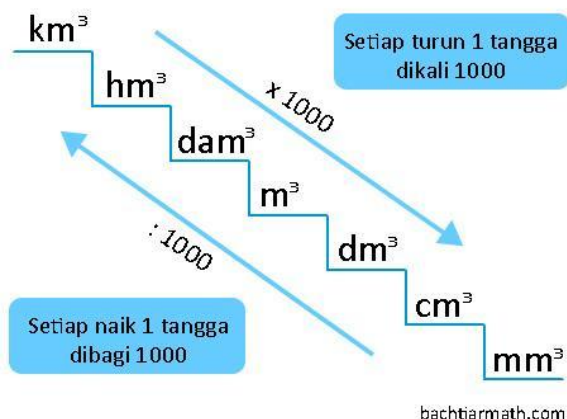 km³
Setiap turun 1 tangga
dikali 1000
hm³
x 1000
dam³
m³
: 1000
dm³
Setiap naik 1 tangga
dibagi 1000
cm³
mm³
bachtiarmath.com